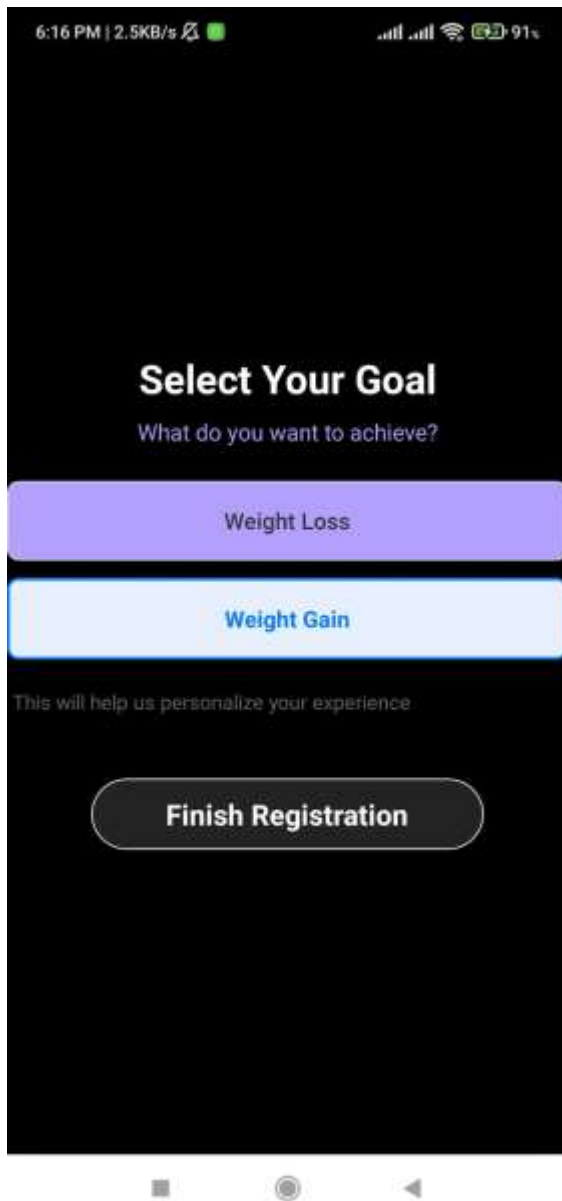 6:16 PM | 2.5KB/s 91%
Select Your Goal
What do you want to achieve?
Weight Loss
Weight Gain
This will help us personalize your experience
Finish Registration